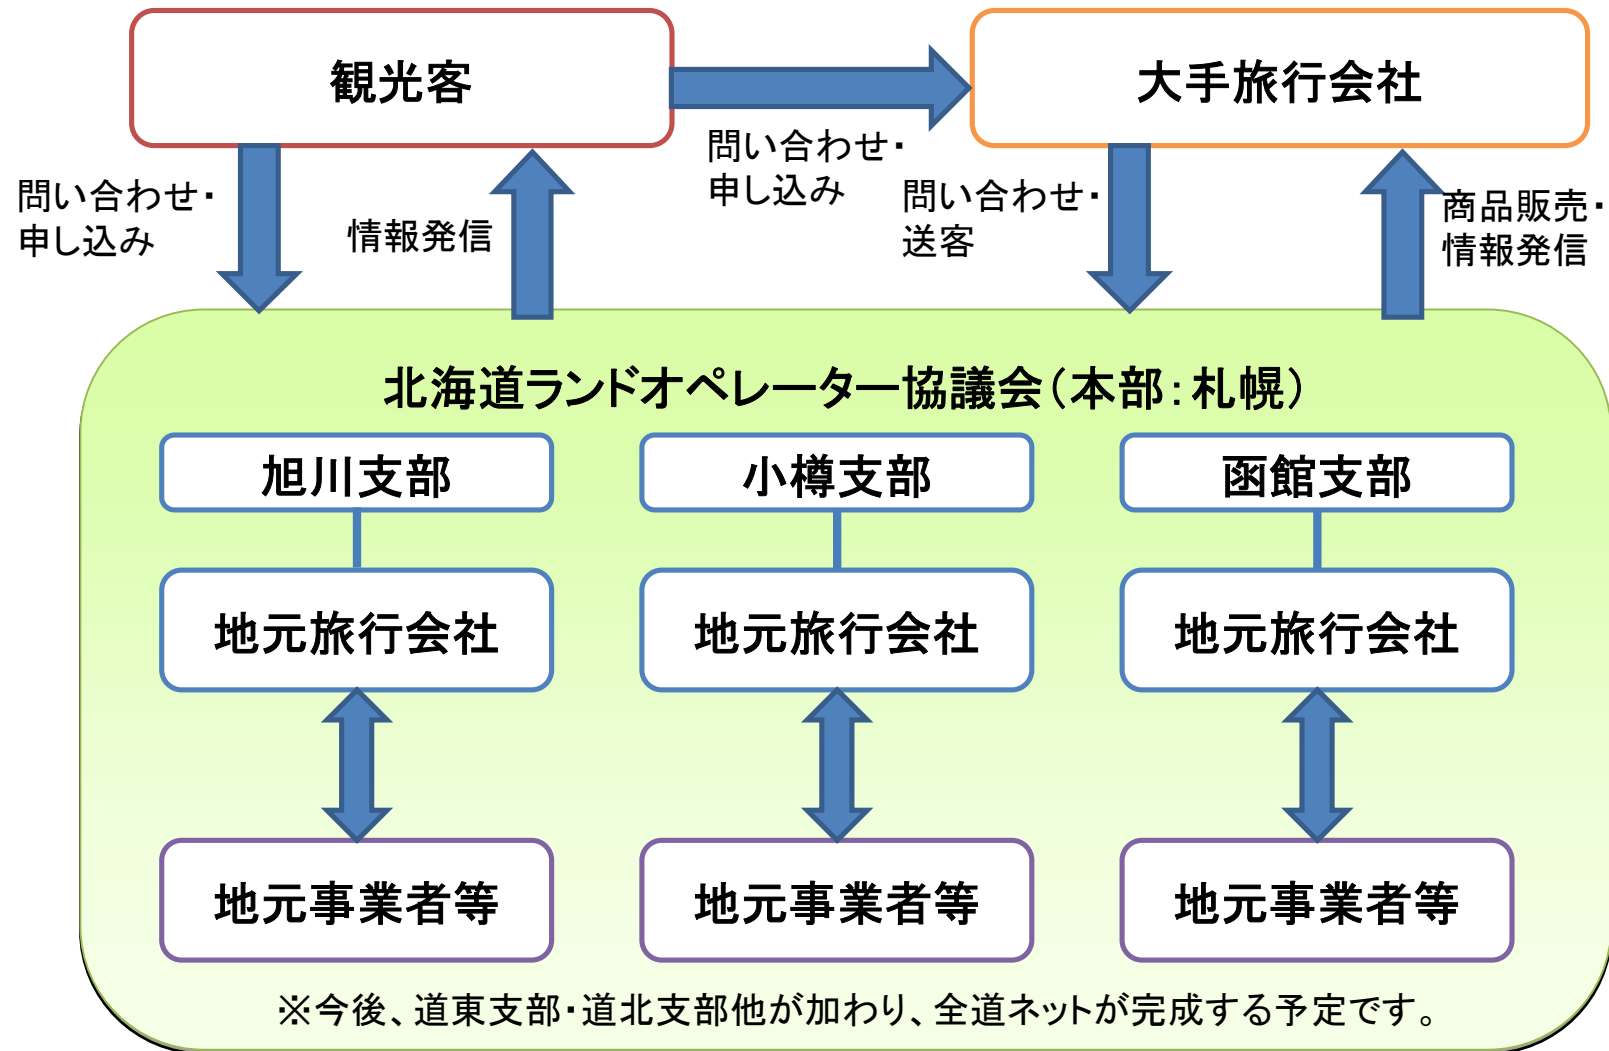 観光客
大手旅行会社
問い合わせ・
申し込み
問い合わせ・
申し込み
情報発信
問い合わせ・
送客
商品販売・
情報発信
北海道ランドオペレーター協議会（本部：札幌）
旭川支部
小樽支部
函館支部
地元旅行会社
地元旅行会社
地元旅行会社
地元事業者等
地元事業者等
地元事業者等
※今後、道東支部・道北支部他が加わり、全道ネットが完成する予定です。